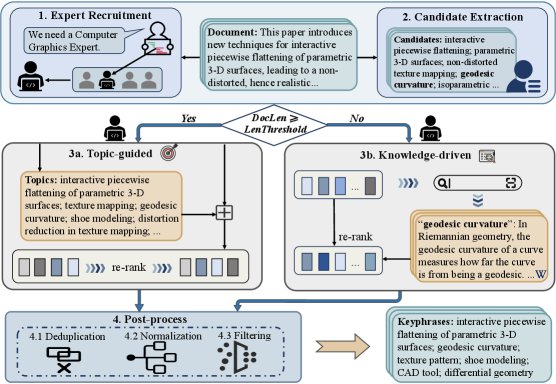 1. Expert Recruitment
We need a Computer
Graphics Expert.
Document: This paper introduces
new techniques for interactive
piecewise flattening of parametric
3-D surfaces, leading to a non-
distorted, hence realistic...
2. Candidate Extraction
Candidates: interactive
piecewise flattening; parametric
3-D surfaces; non-distorted
texture mapping; geodesic
curvature; isoparametric ...
Yes
DocLen ⩾
LenThreshold
No
3a. Topic-guided
Topics: interactive piecewise
flattening of parametric 3-D
surfaces; texture mapping; geodesic
curvature; shoe modeling; distortion
reduction in texture mapping; ...
...
re-rank
...
3b. Knowledge-driven
...
re-rank
...
"geodesic curvature": In
Riemannian geometry, the
geodesic curvature of a curve
measures how far the curve
is from being a geodesic. ...W
4. Post-process
4.1 Deduplication
4.2 Normalization
4.3 Filtering
Keyphrases: interactive piecewise
flattening of parametric 3-D
surfaces; geodesic curvature;
texture pattern; shoe modeling;
CAD tool; differential geometry